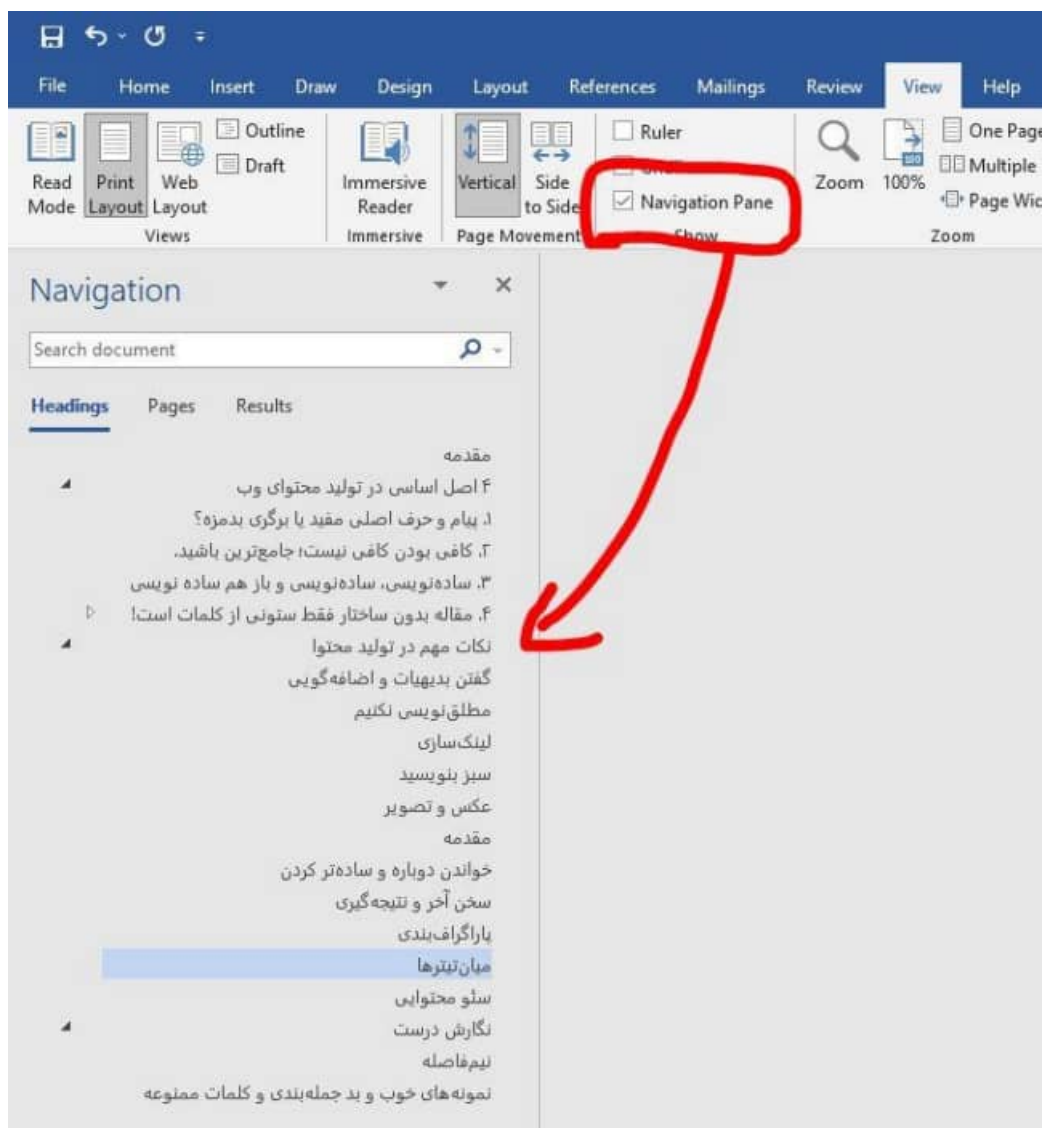 File Home Insert Draw Design Layout References Mailings Review View Help
Read Mode
Print Layout
Web Layout
Outline
Draft
Views
Immersive Reader
Immersive
Vertical
Side to Side
Page Movement
Ruler
Navigation Pane
Show
Zoom
100%
One Page
Multiple
Page Wid
Zoom
Navigation
Search document
Headings Pages Results
مقدمه
۴ اصل اساسی در تولید محتوای وب
۱. پیام و حرف اصلی مفید یا برگری بدمزه؟
۲. کافی بودن کافی نیست؛ جامع‌ترین باشید.
۳. ساده‌نویسی، ساده‌نویسی و باز هم ساده نویسی
۴. مقاله بدون ساختار فقط ستونی از کلمات است!
نکات مهم در تولید محتوا
گفتن بدیهیات و اضافه‌گویی
مطلق‌نویسی نکنیم
لینک‌سازی
سبز بنویسید
عکس و تصویر
مقدمه
خواندن دوباره و ساده‌تر کردن
سخن آخر و نتیجه‌گیری
پاراگراف‌بندی
میان‌تیترها
سئو محتوایی
نگارش درست
نیم‌فاصله
نمونه‌های خوب و بد جمله‌بندی و کلمات ممنوعه